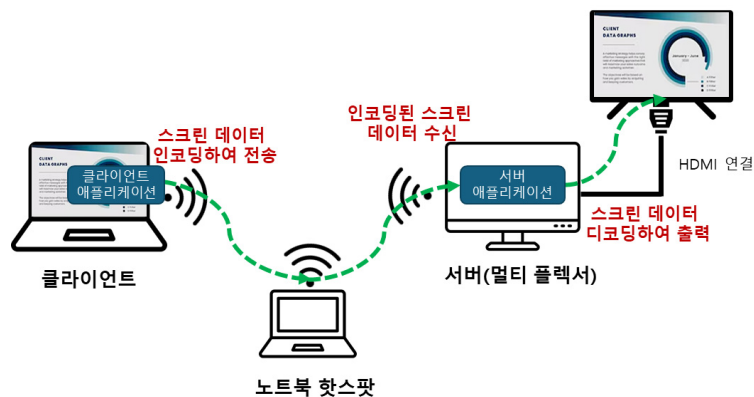 CLIENT
DATA GRAPHS
January - June
스크린 데이터
인코딩하여 전송
인코딩된 스크린
데이터 수신
클라이언트
애플리케이션
서버
애플리케이션
HDMI 연결
스크린 데이터
디코딩하여 출력
클라이언트
서버(멀티 플렉서)
노트북 핫스팟